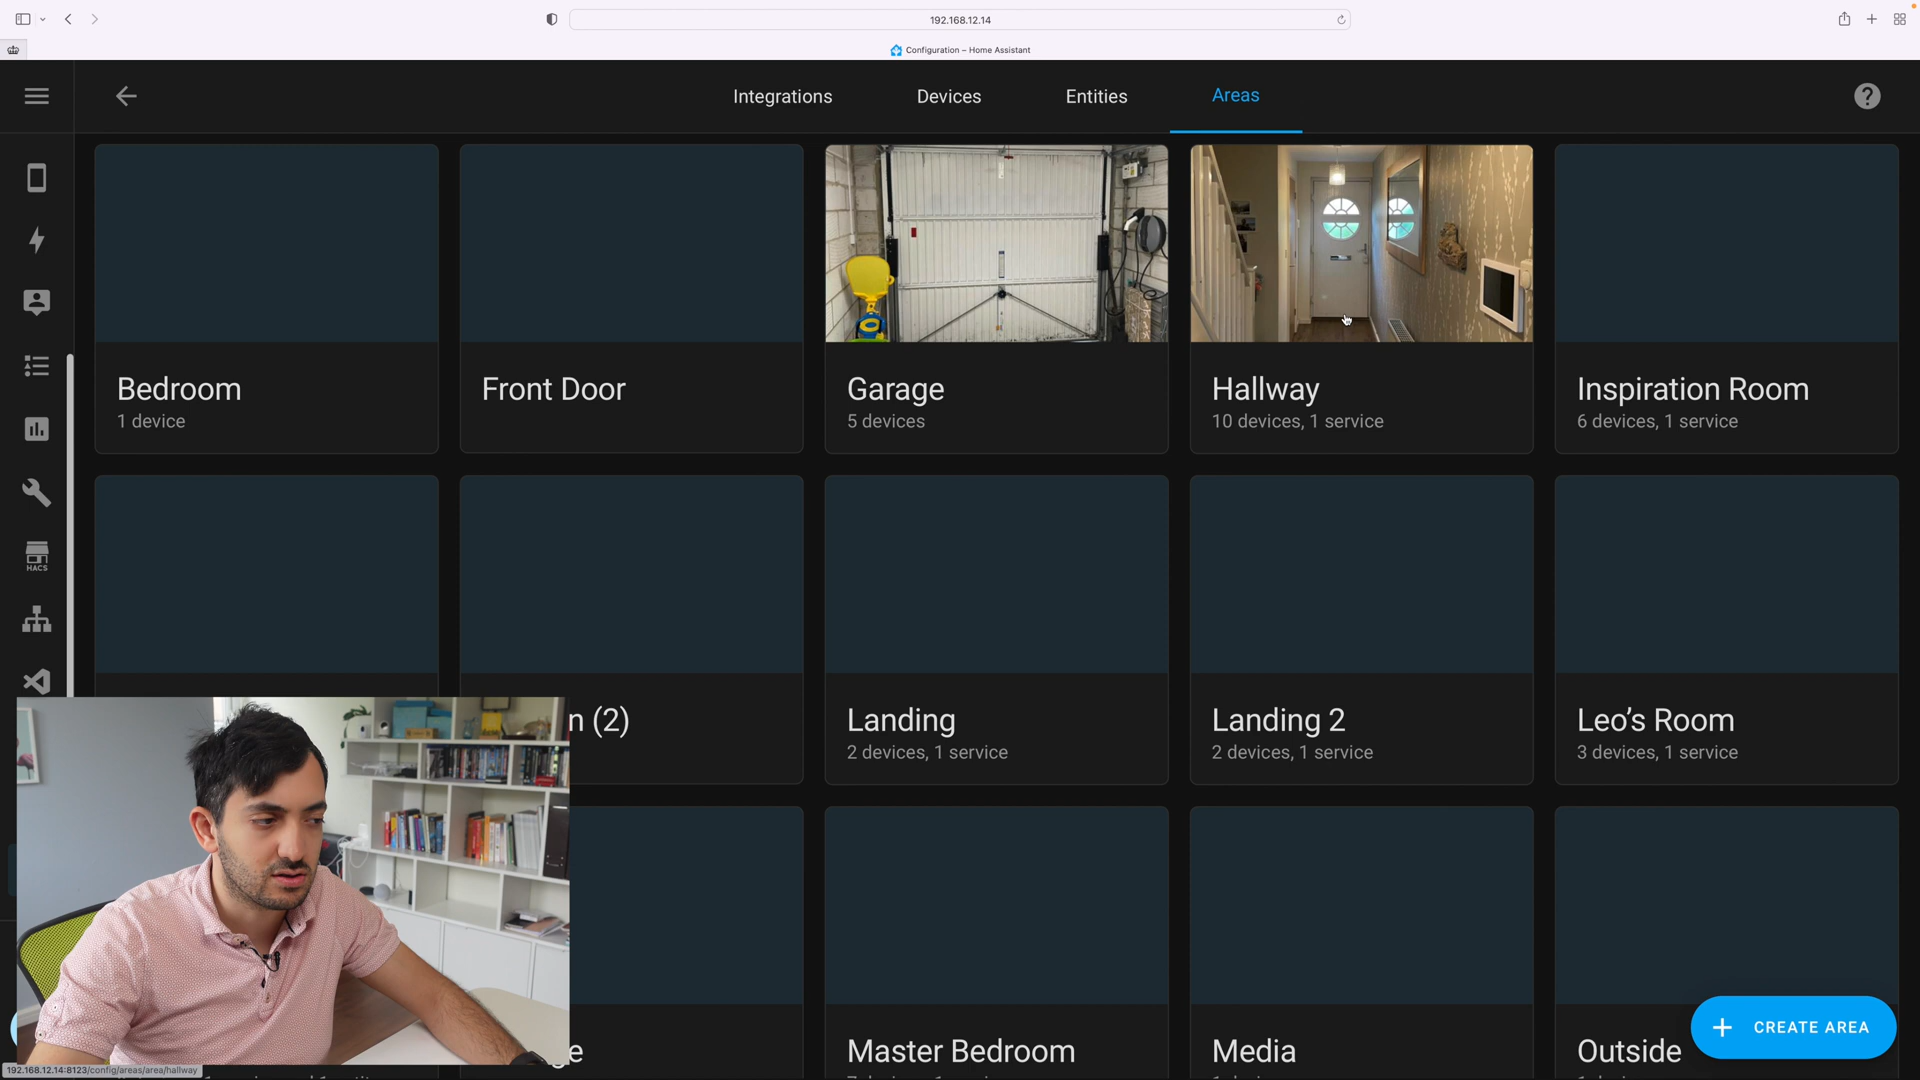 192.168.12.14
Configuration – Home Assistant
Integrations
Devices
Entities
Areas
HACS
Bedroom
1 device
Front Door
Garage
5 devices
Hallway
10 devices, 1 service
Inspiration Room
6 devices, 1 service
n (2)
Landing
2 devices, 1 service
Landing 2
2 devices, 1 service
Leo’s Room
3 devices, 1 service
Master Bedroom
Media
Outside
CREATE AREA
192.168.12.14:8123/config/areas/area/hallway